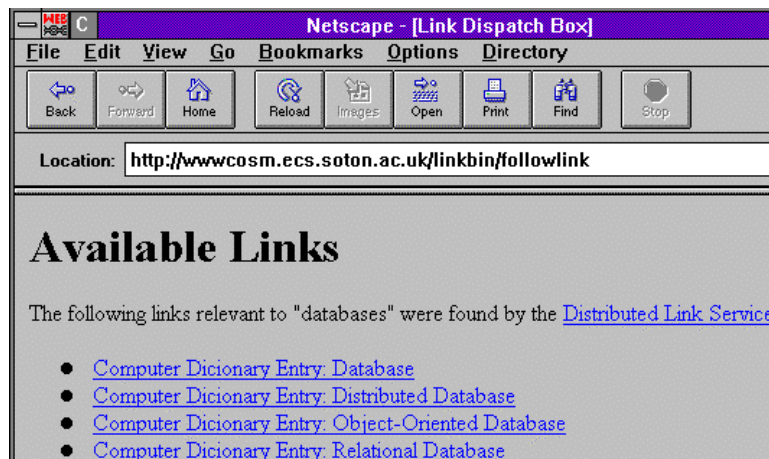 WEB C Netscape - [Link Dispatch Box]
File Edit View Go Bookmarks Options Directory
Back Forward Home Reload Images Open Print Find Stop
Location: http://wwwcosm.ecs.soton.ac.uk/linkbin/followlink
Available Links
The following links relevant to "databases" were found by the Distributed Link Service
Computer Dicionary Entry: Database
Computer Dicionary Entry: Distributed Database
Computer Dicionary Entry: Object-Oriented Database
Computer Dicionary Entry: Relational Database